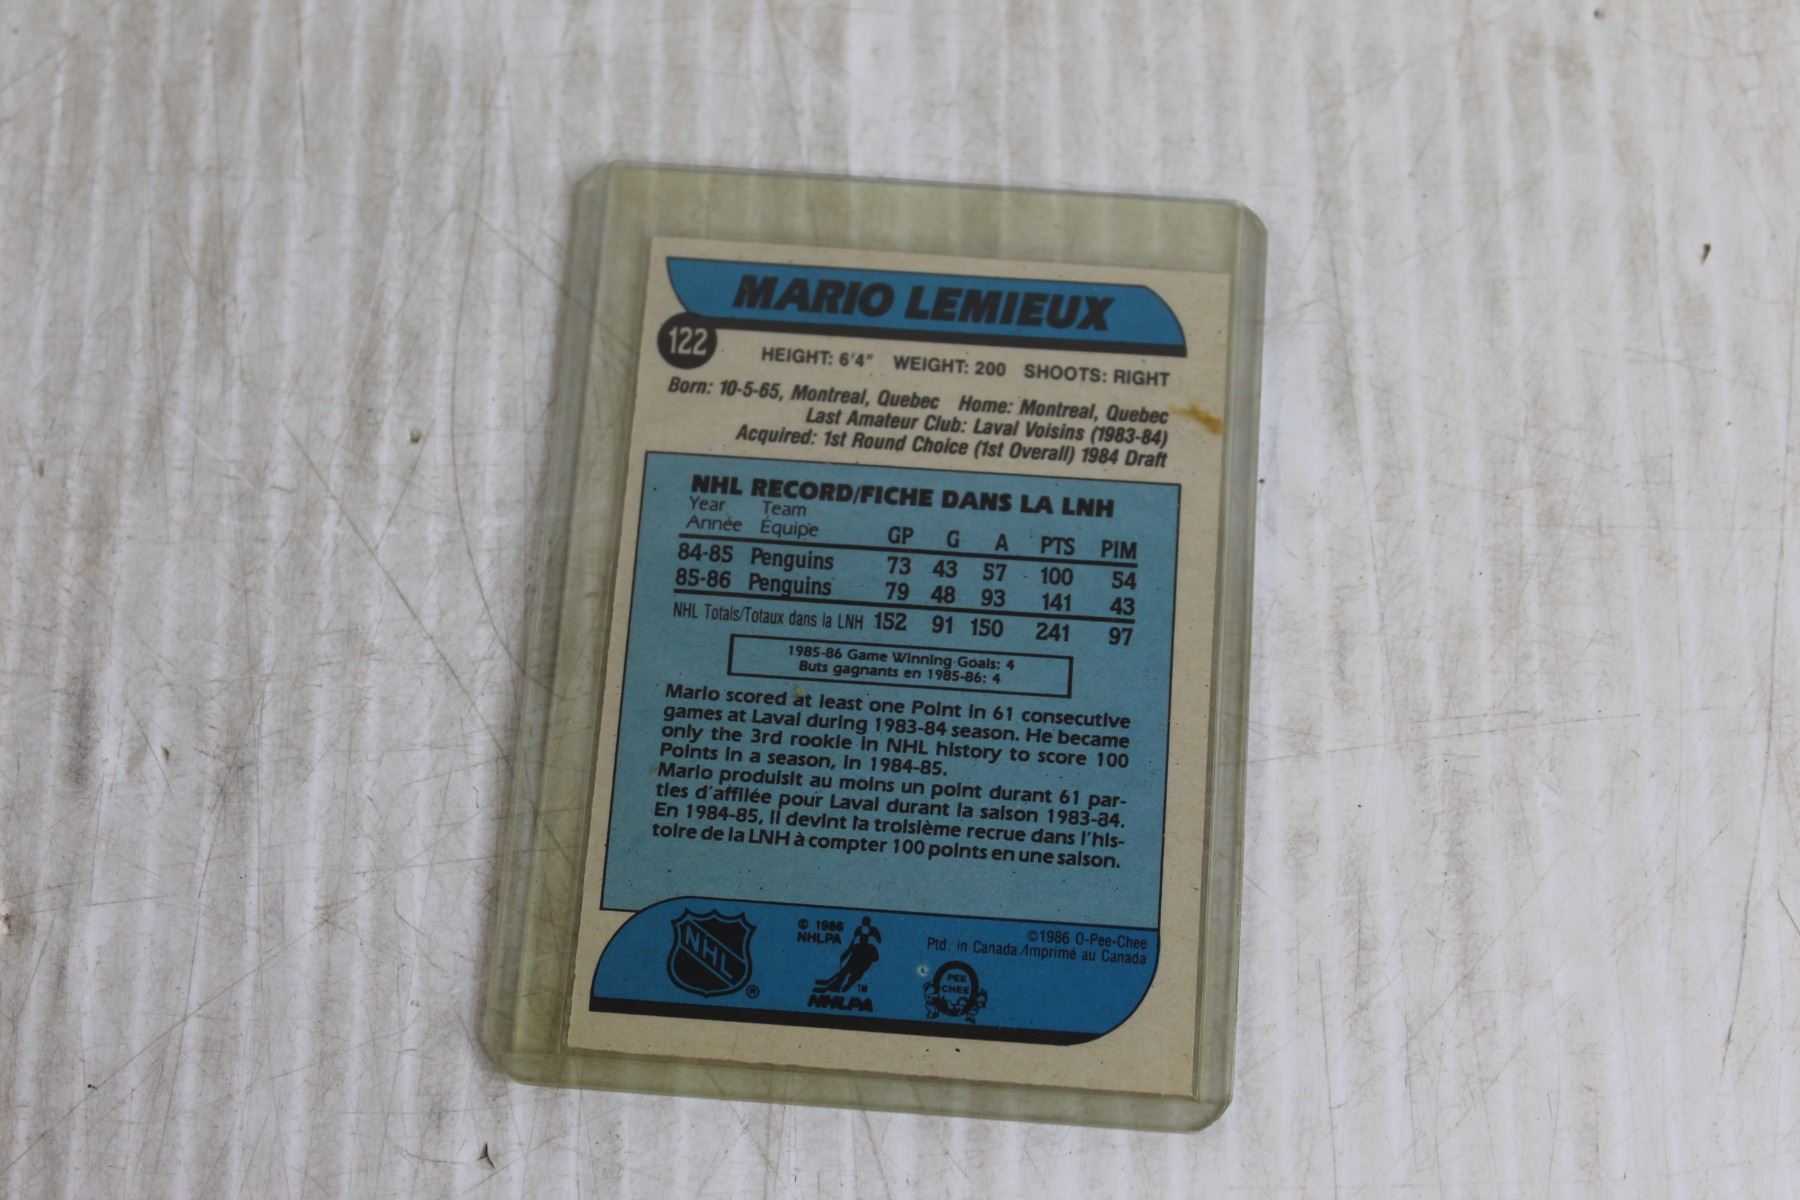 MARIO LEMIEUX
122
HEIGHT: 6'4" WEIGHT: 200 SHOOTS: RIGHT
Born: 10-5-65, Montreal, Quebec Home: Montreal, Quebec
Last Amateur Club: Laval Voisins (1983-84)
Acquired: 1st Round Choice (1st Overall) 1984 Draft
NHL RECORD/FICHE DANS LA LNH
Year Team
Année Équipe GP G A PTS PIM
84-85 Penguins 73 43 57 100 54
85-86 Penguins 79 48 93 141 43
NHL Totals/Totaux dans la LNH 152 91 150 241 97
1985-86 Game Winning Goals: 4
Buts gagnants en 1985-86: 4
Mario scored at least one Point in 61 consecutive
games at Laval during 1983-84 season. He became
only the 3rd rookie in NHL history to score 100
Points in a season, in 1984-85.
Mario produisit au moins un point durant 61 par-
ties d'affilée pour Laval durant la saison 1983-84.
En 1984-85, il devint la troisième recrue dans l'his-
toire de la LNH à compter 100 points en une saison.
NHL ®
© 1986
NHLPA
TM
NHLPA
©1986 O-Pee-Chee
Ptd. in Canada/Imprimé au Canada
PEE
CHEE